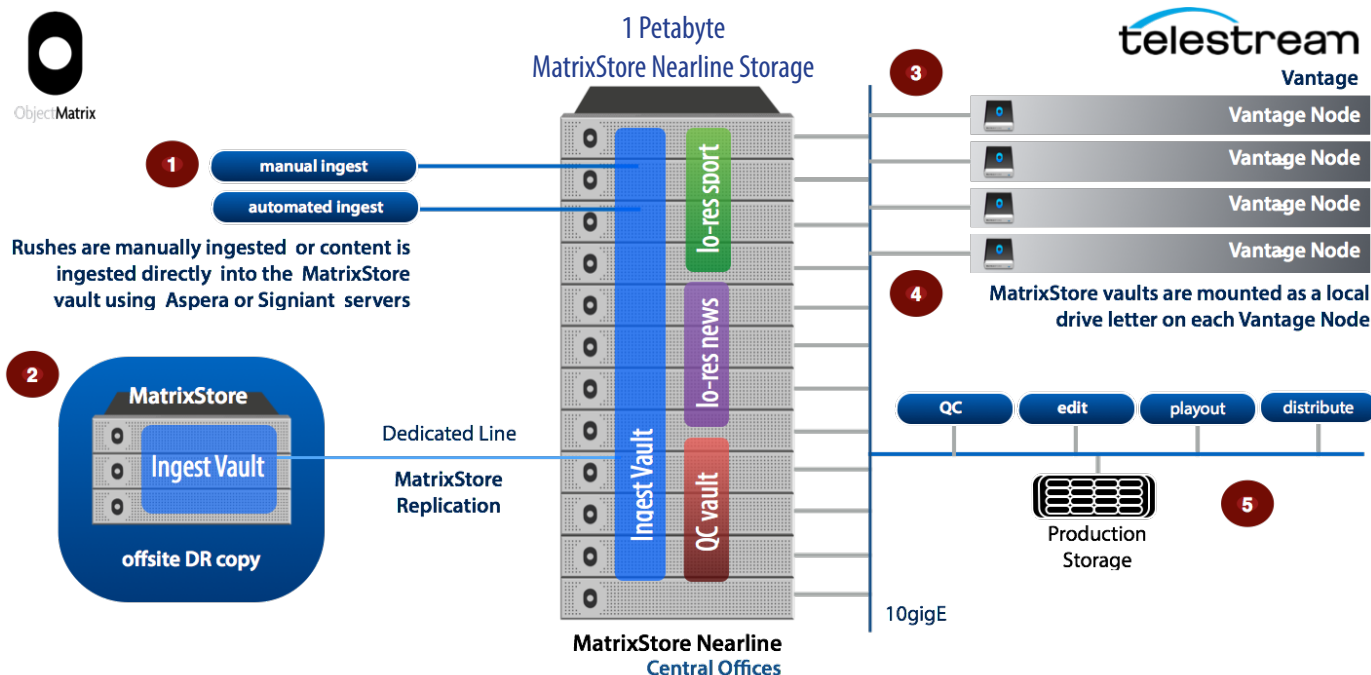 ObjectMatrix
1 Petabyte
MatrixStore Nearline Storage
telestream
Vantage
1
manual ingest
automated ingest
Rushes are manually ingested or content is
ingested directly into the MatrixStore
vault using Aspera or Signiant servers
2
MatrixStore
Ingest Vault
offsite DR copy
Dedicated Line
MatrixStore
Replication
Ingest Vault
lo-res sport
lo-res news
QC vault
MatrixStore Nearline
Central Offices
3
Vantage Node
Vantage Node
Vantage Node
Vantage Node
4
MatrixStore vaults are mounted as a local
drive letter on each Vantage Node
QC
edit
playout
distribute
5
Production
Storage
10gigE